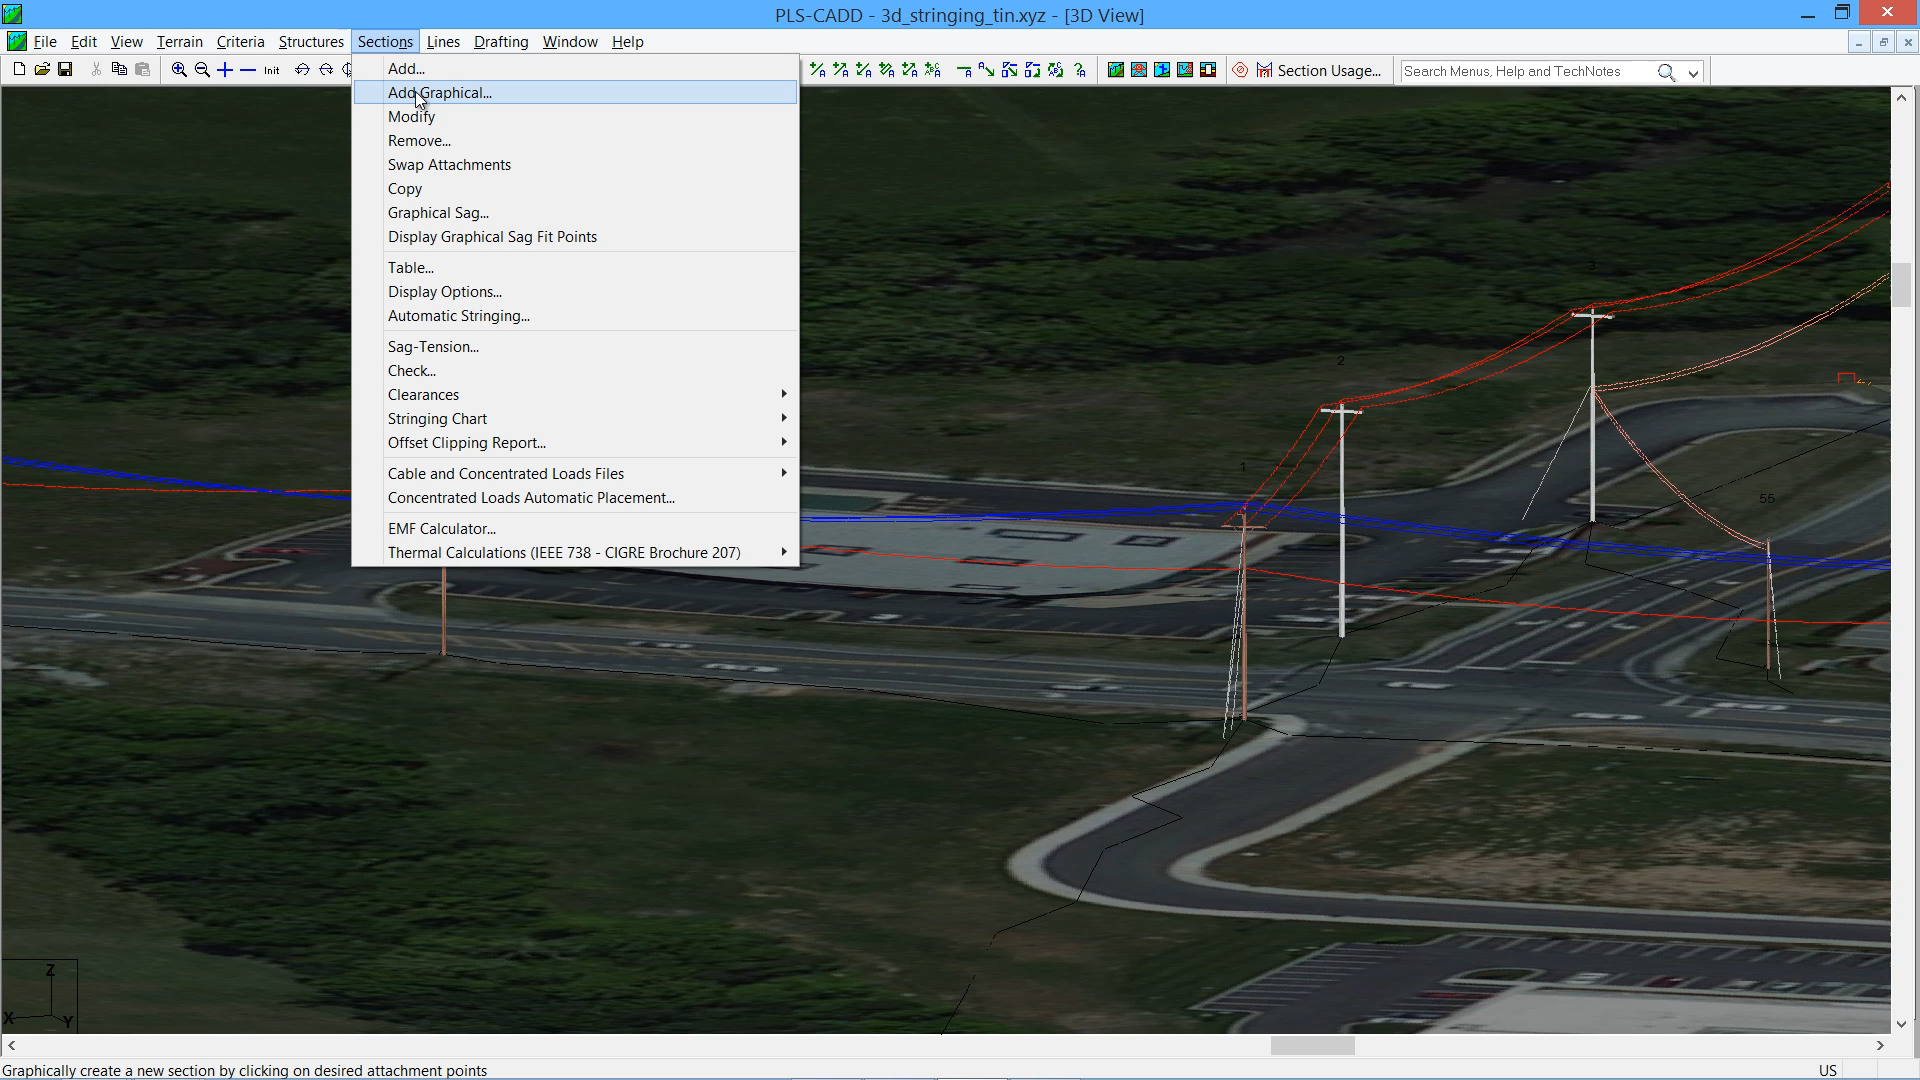 PLS-CADD - 3d_stringing_tin.xyz - [3D View]
File Edit View Terrain Criteria Structures Sections Lines Drafting Window Help
Init
Section Usage...
Search Menus, Help and TechNotes
Add...
Add Graphical...
Modify
Remove...
Swap Attachments
Copy
Graphical Sag...
Display Graphical Sag Fit Points
Table...
Display Options...
Automatic Stringing...
Sag-Tension...
Check...
Clearances
Stringing Chart
Offset Clipping Report...
Cable and Concentrated Loads Files
Concentrated Loads Automatic Placement...
EMF Calculator...
Thermal Calculations (IEEE 738 - CIGRE Brochure 207)
3
2
1
55
Z
X
Y
Graphically create a new section by clicking on desired attachment points
US